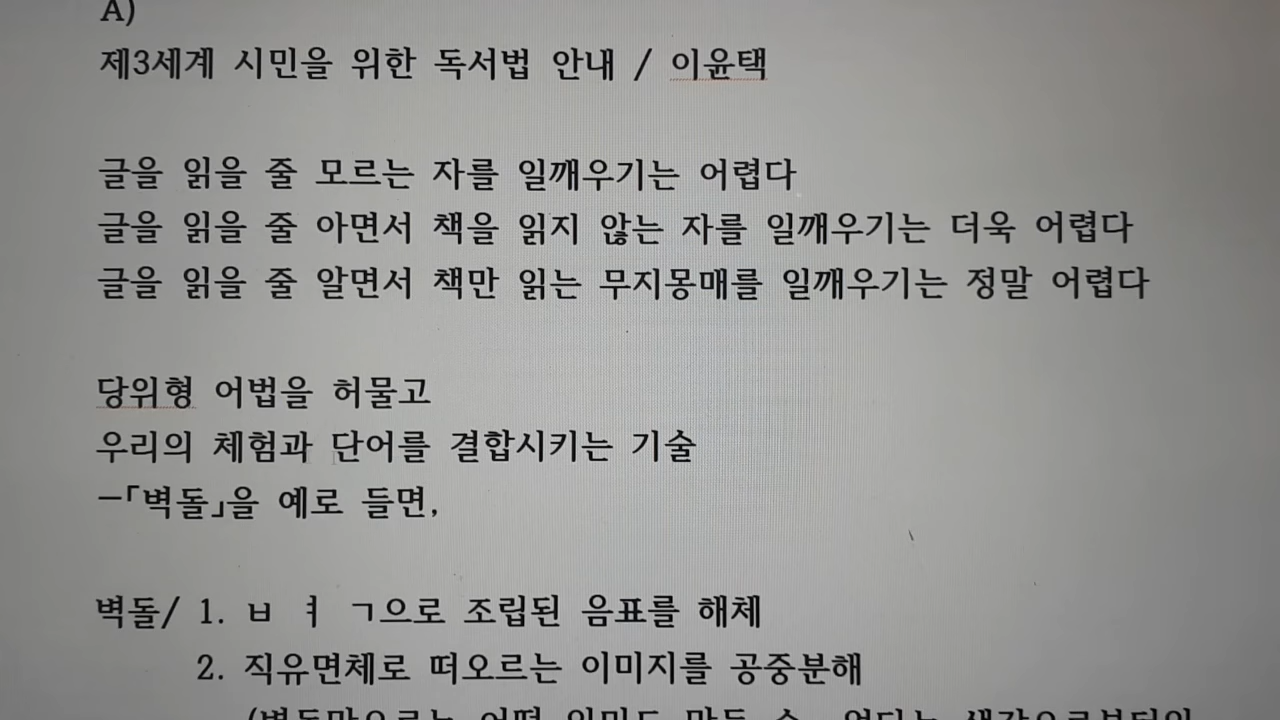 A)
제3세계 시민을 위한 독서법 안내 / 이윤택
글을 읽을 줄 모르는 자를 일깨우기는 어렵다
글을 읽을 줄 아면서 책을 읽지 않는 자를 일깨우기는 더욱 어렵다
글을 읽을 줄 알면서 책만 읽는 무지몽매를 일깨우기는 정말 어렵다
당위형 어법을 허물고
우리의 체험과 단어를 결합시키는 기술
-「벽돌」을 예로 들면,
벽돌/ 1. ㅂ ㅕ ㄱ으로 조립된 음표를 해체
2. 직유면체로 떠오르는 이미지를 공중분해